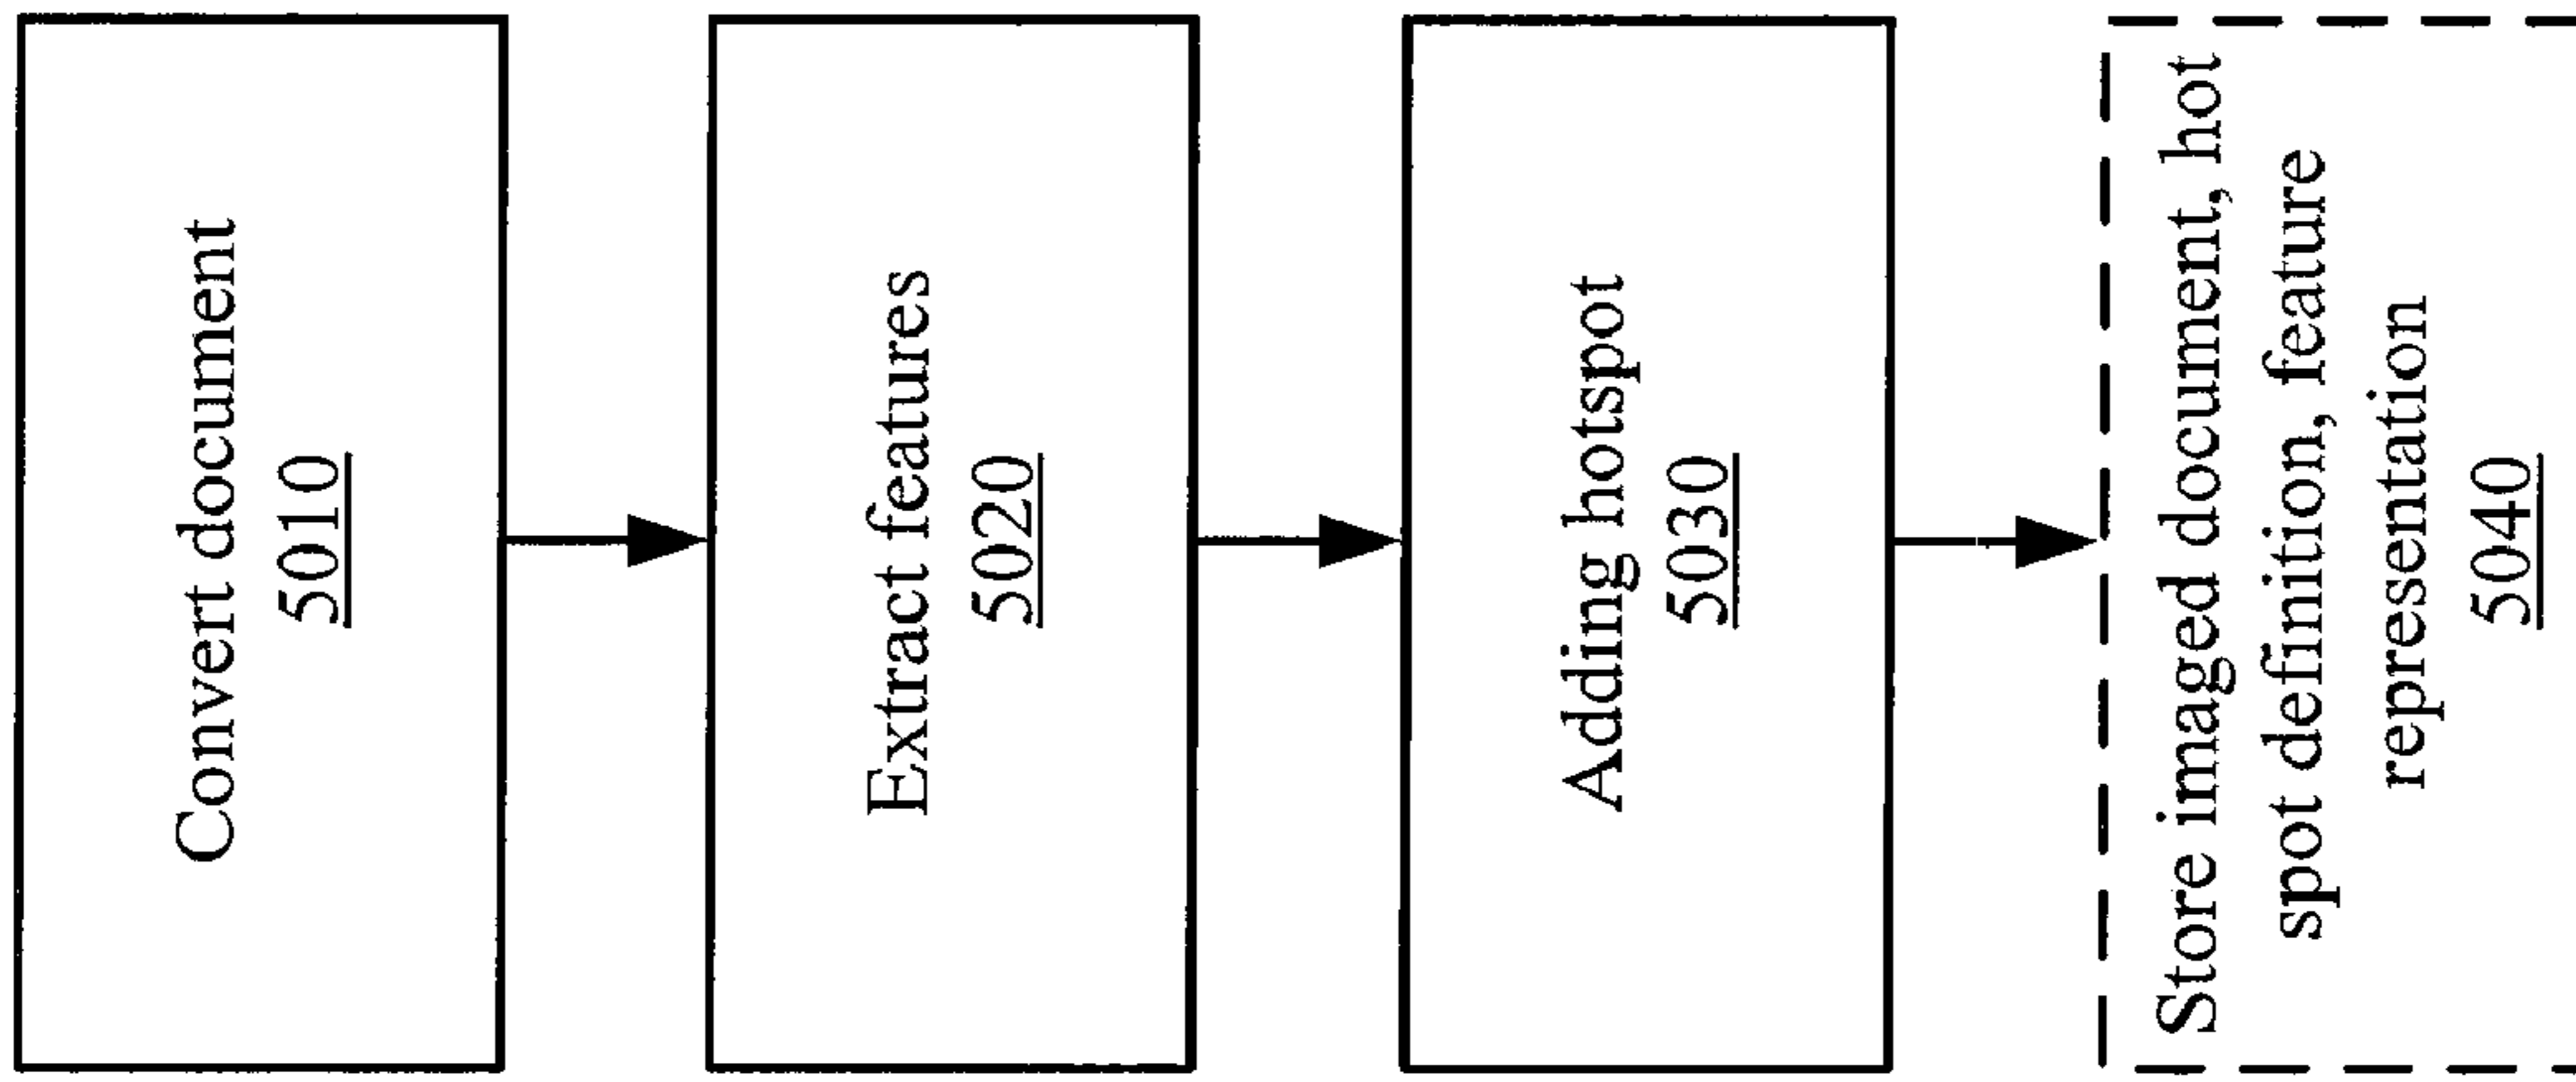 Convert document
5010
Extract features
5020
Adding hotspot
5030
Store imaged document, hot
spot definition, feature
representation
5040